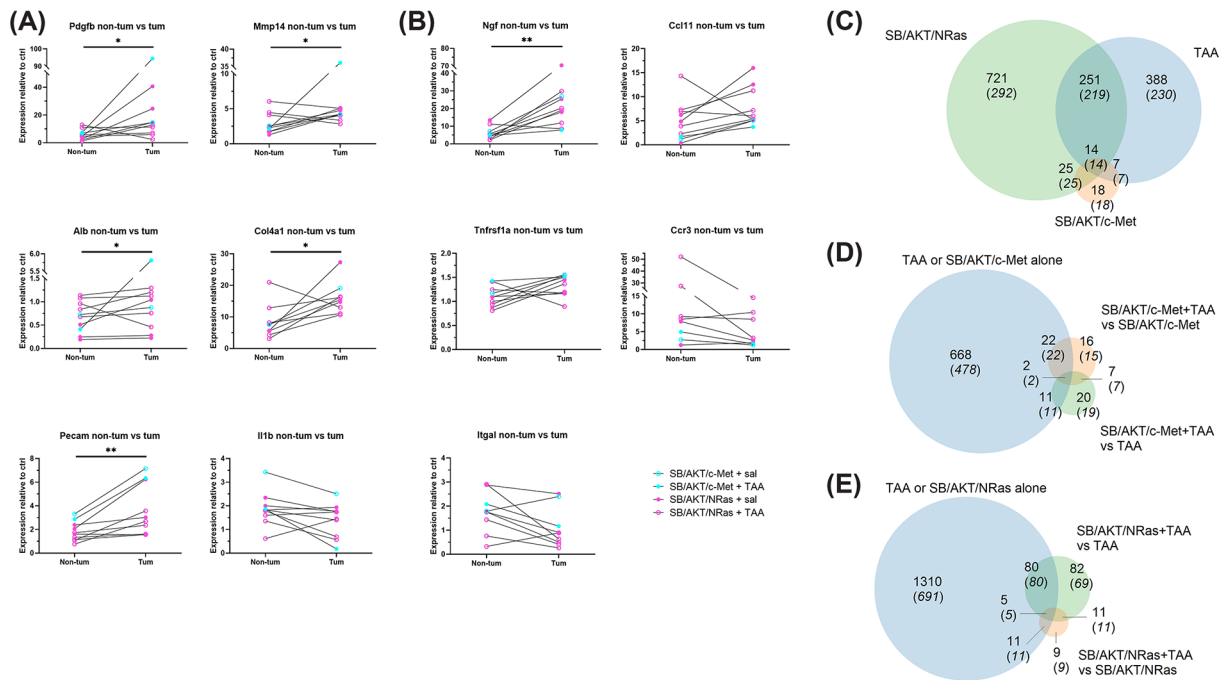 (A)
Pdgfb non-tum vs tum
Expression relative to ctrl
*
100
80
60
40
20
0
Non-tum
Tum
Mmp14 non-tum vs tum
Expression relative to ctrl
*
35
10
5
0
Non-tum
Tum
Alb non-tum vs tum
Expression relative to ctrl
*
6.0
5.5
1.5
1.0
0.5
0.0
Non-tum
Tum
Col4a1 non-tum vs tum
Expression relative to ctrl
*
30
20
10
0
Non-tum
Tum
Pecam non-tum vs tum
Expression relative to ctrl
**
8
6
4
2
0
Non-tum
Tum
Il1b non-tum vs tum
Expression relative to ctrl
4
3
2
1
0
Non-tum
Tum
(B)
Ngf non-tum vs tum
Expression relative to ctrl
**
40
30
20
10
0
Non-tum
Tum
Ccl11 non-tum vs tum
Expression relative to ctrl
20
15
10
5
0
Non-tum
Tum
Tnfrsf1a non-tum vs tum
Expression relative to ctrl
2.0
1.5
1.0
0.5
0.0
Non-tum
Tum
Ccr3 non-tum vs tum
Expression relative to ctrl
50
15
10
5
0
Non-tum
Tum
Itgal non-tum vs tum
Expression relative to ctrl
4
3
2
1
0
Non-tum
Tum
SB/AKT/c-Met + sal
SB/AKT/c-Met + TAA
SB/AKT/NRas + sal
SB/AKT/NRas + TAA
(C)
SB/AKT/NRas
TAA
721
(292)
251
(219)
388
(230)
14
(14)
25
(25)
7
(7)
18
(18)
SB/AKT/c-Met
(D)
TAA or SB/AKT/c-Met alone
SB/AKT/c-Met+TAA
vs SB/AKT/c-Met
668
(478)
22
(22)
16
(15)
2
(2)
7
(7)
11
(11)
20
(19)
SB/AKT/c-Met+TAA
vs TAA
(E)
TAA or SB/AKT/NRas alone
SB/AKT/NRas+TAA
vs TAA
1310
(691)
80
(80)
82
(69)
5
(5)
11
(11)
11
(11)
9
(9)
SB/AKT/NRas+TAA
vs SB/AKT/NRas